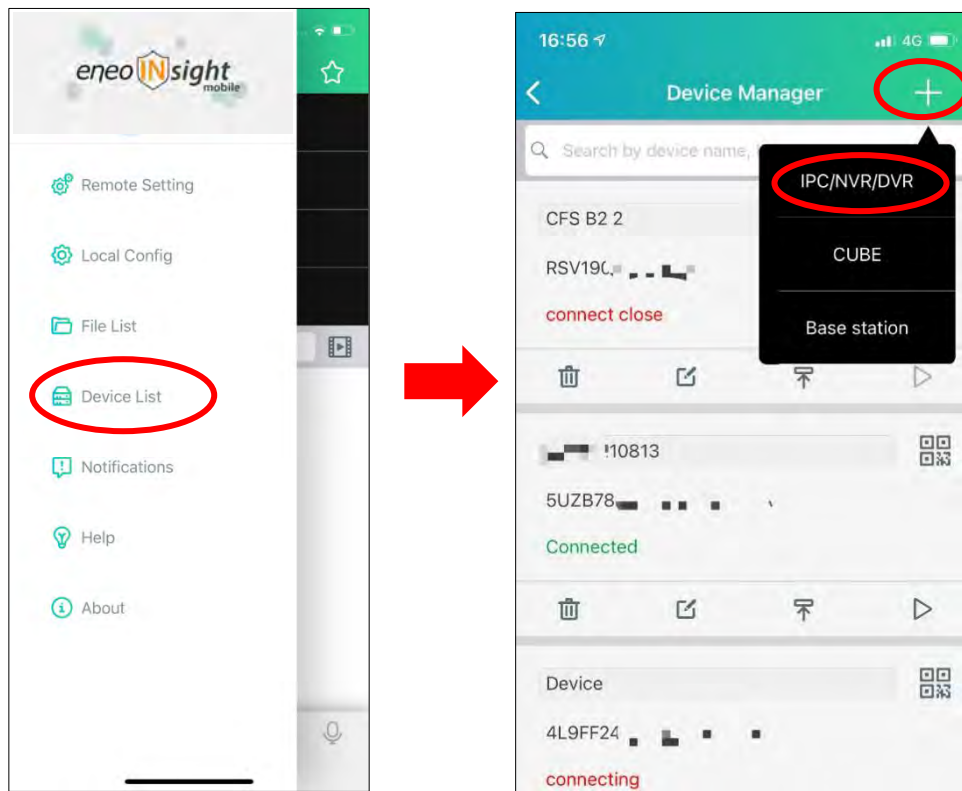 eneo INsight
mobile
Remote Setting
Local Config
File List
Device List
Notifications
Help
About
16:56
4G
Device Manager
Search by device name,
IPC/NVR/DVR
CUBE
Base station
CFS B2 2
RSV190
connect close
10813
5UZB78
Connected
Device
4L9FF24
connecting